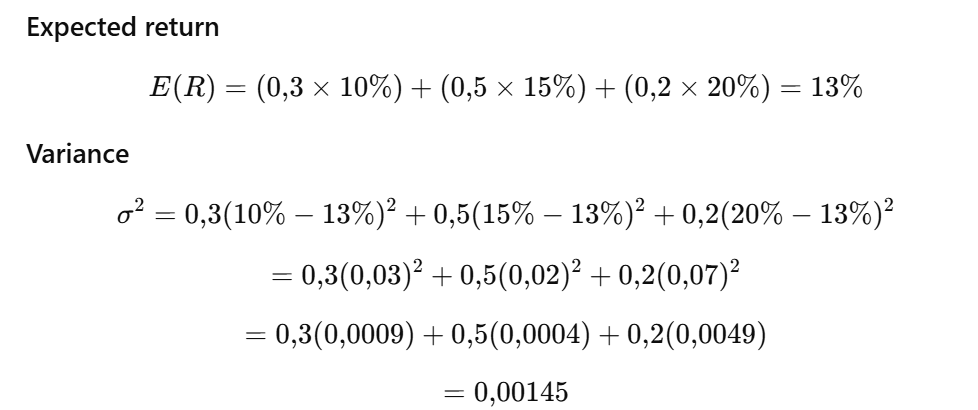 Expected return
E(R) = (0,3 × 10%) + (0,5 × 15%) + (0,2 × 20%) = 13%
Variance
σ² = 0,3(10% − 13%)² + 0,5(15% − 13%)² + 0,2(20% − 13%)²
= 0,3(0,03)² + 0,5(0,02)² + 0,2(0,07)²
= 0,3(0,0009) + 0,5(0,0004) + 0,2(0,0049)
= 0,00145